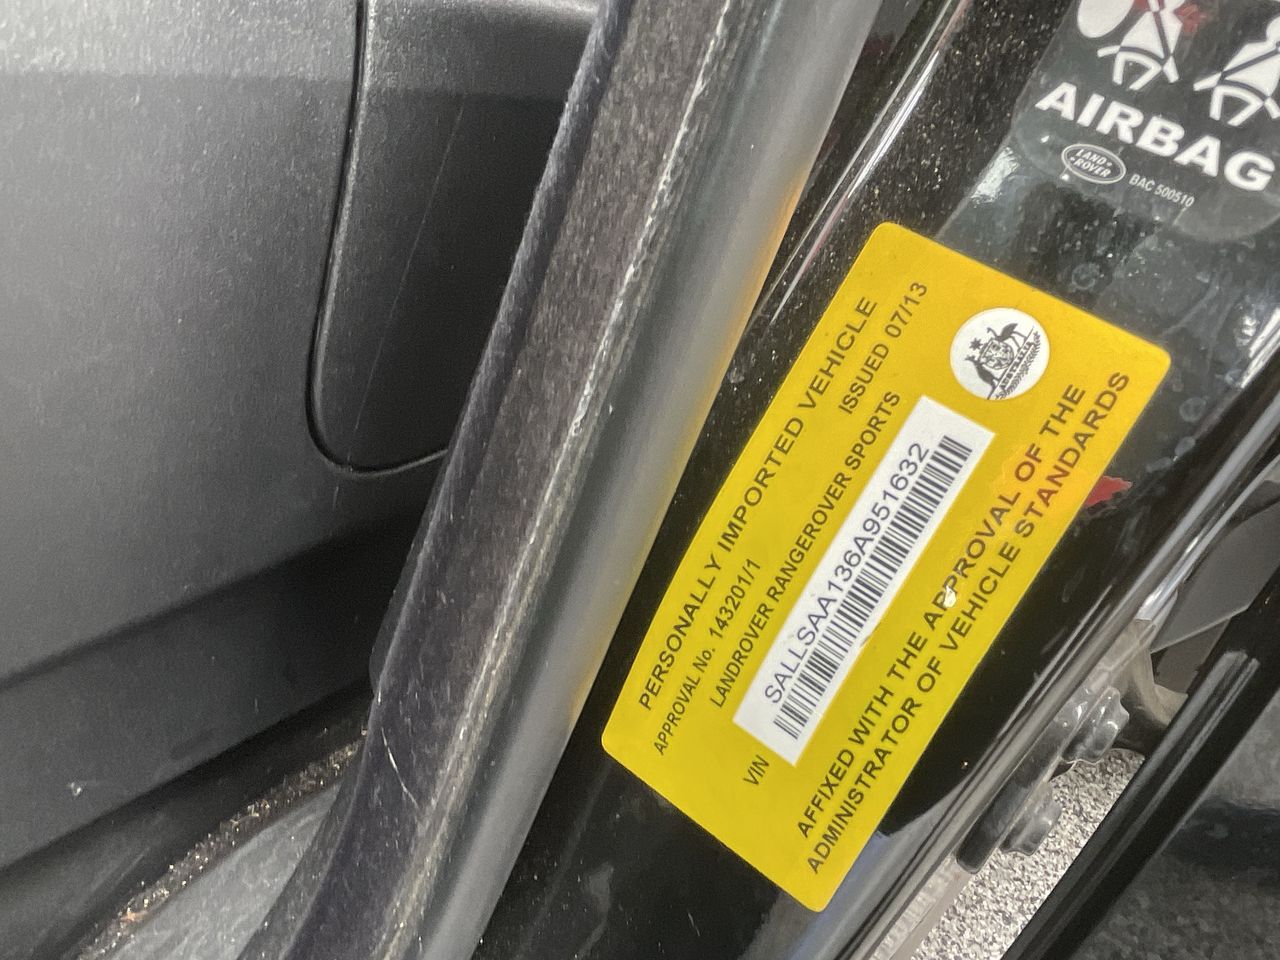 AIRBAG
LAND
ROVER
BAC 500510
PERSONALLY IMPORTED VEHICLE
APPROVAL No. 143201/1 ISSUED 07/13
LANDROVER RANGEROVER SPORTS
VIN SALLSAA136A951632
AUSTRALIA
AFFIXED WITH THE APPROVAL OF THE
ADMINISTRATOR OF VEHICLE STANDARDS